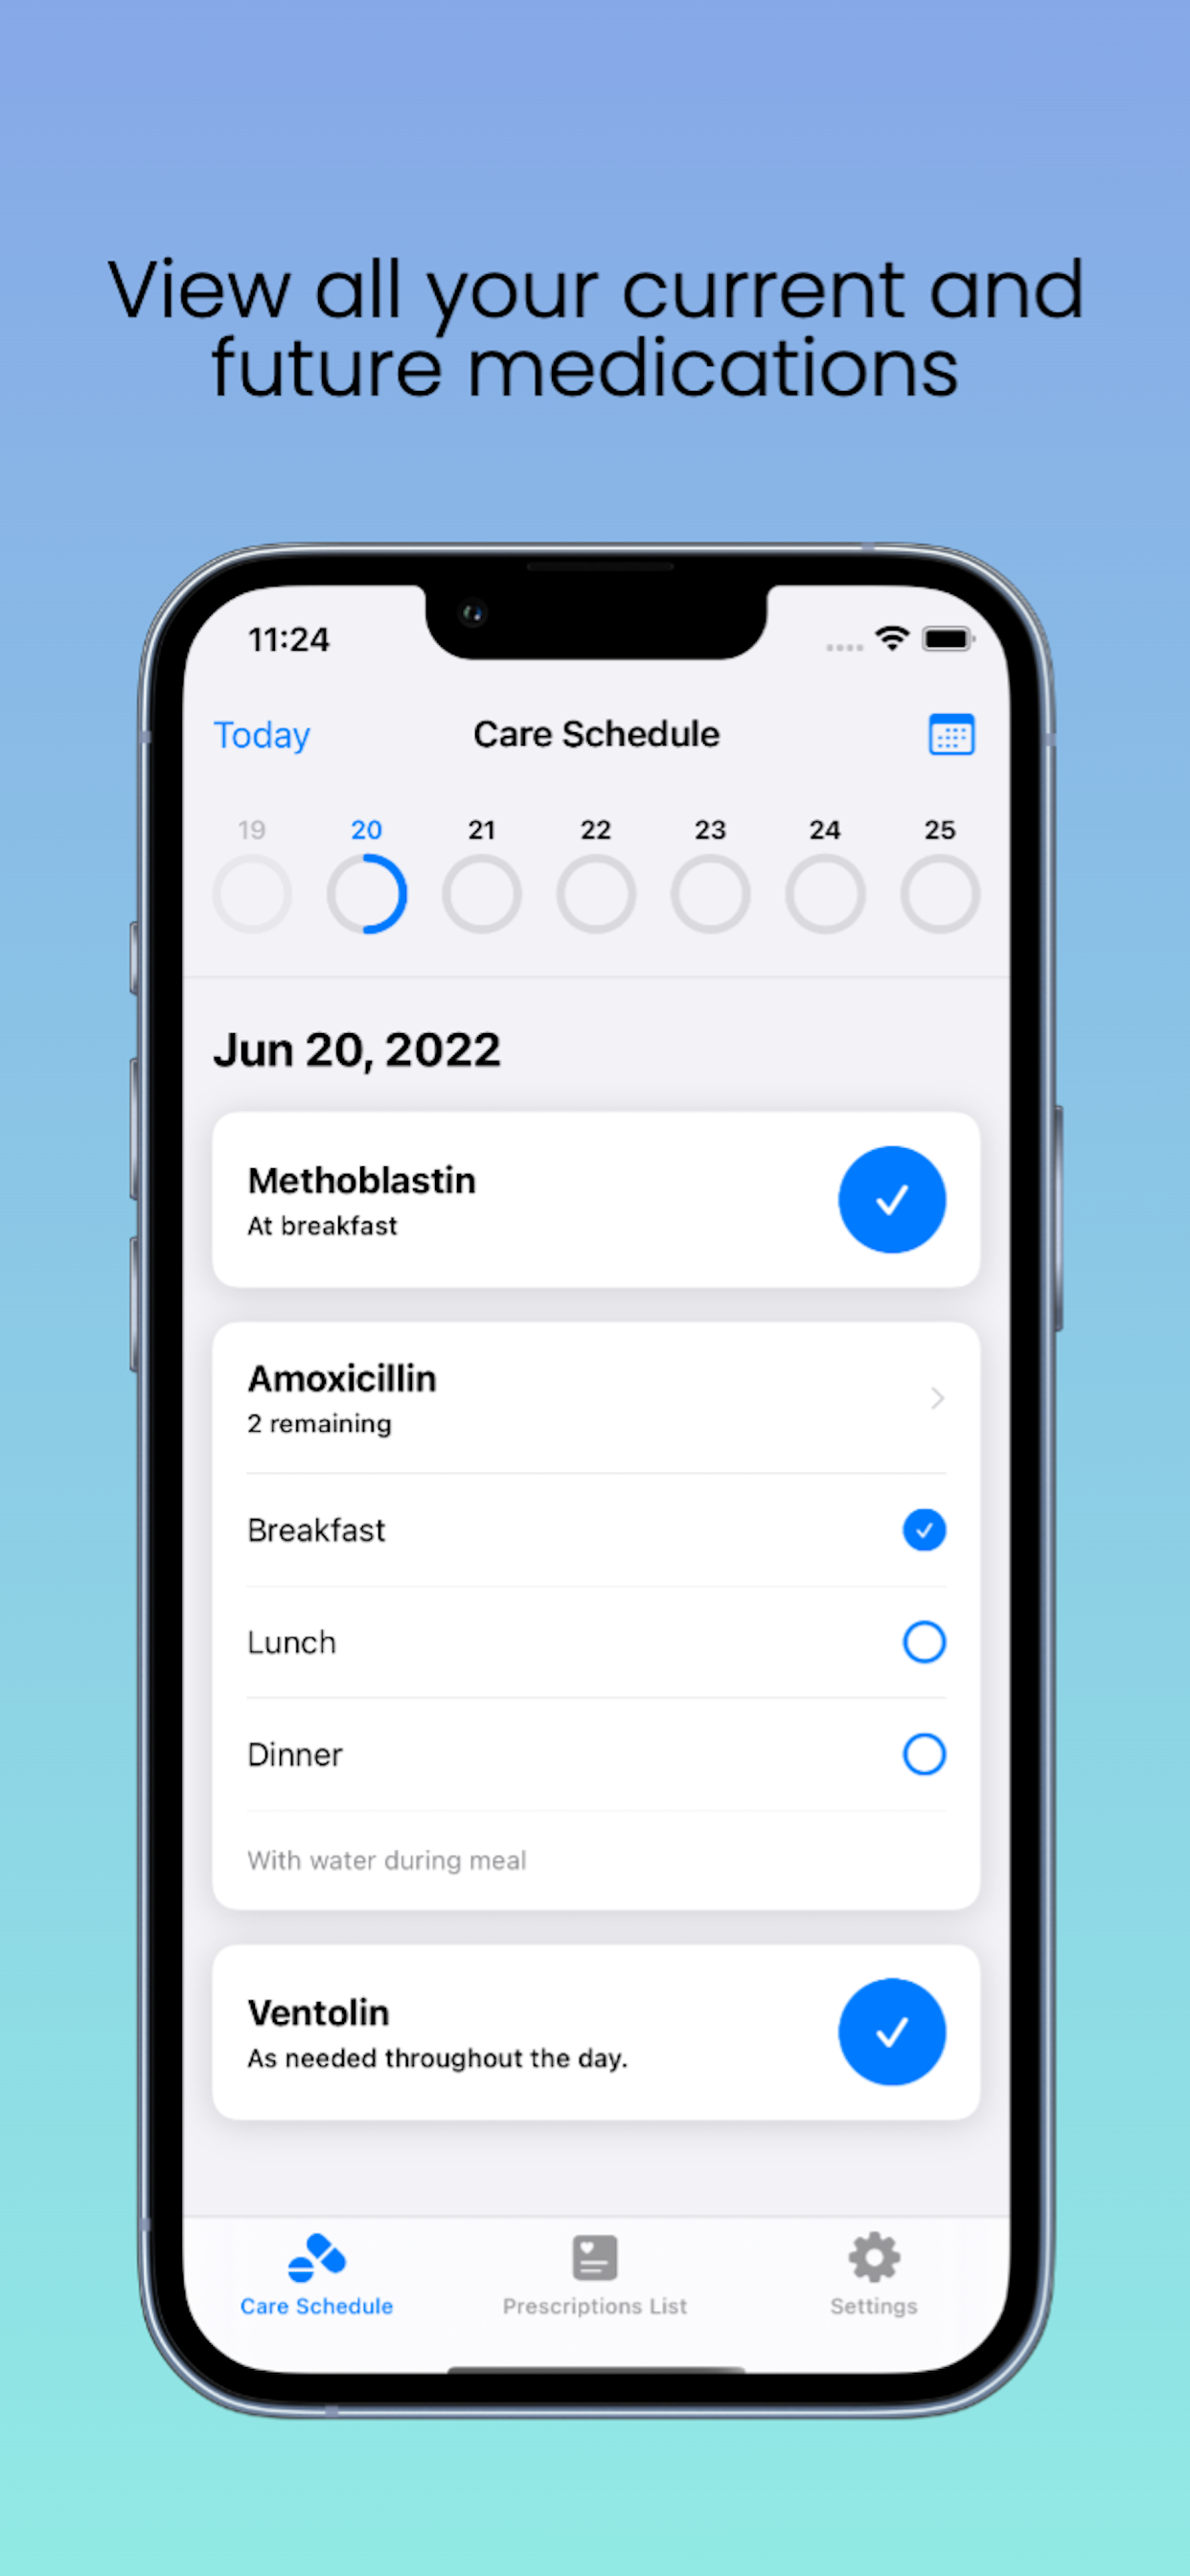 View all your current and
future medications
11:24
Today
Care Schedule
19 20 21 22 23 24 25
Jun 20, 2022
Methoblastin
At breakfast
Amoxicillin
2 remaining
Breakfast
Lunch
Dinner
With water during meal
Ventolin
As needed throughout the day.
Care Schedule
Prescriptions List
Settings